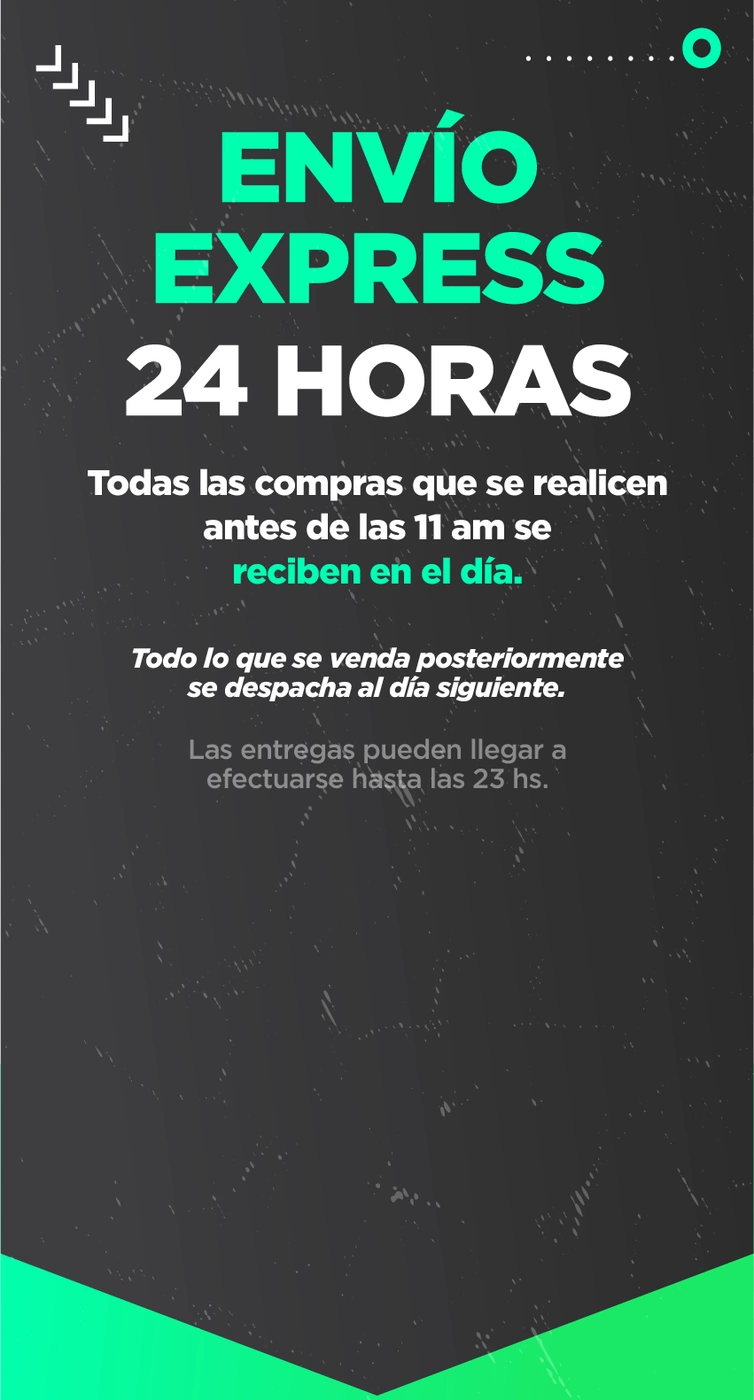 ENVÍO
EXPRESS
24 HORAS
Todas las compras que se realicen
antes de las 11 am se
reciben en el día.
Todo lo que se venda posteriormente
se despacha al día siguiente.
Las entregas pueden llegar a
efectuarse hasta las 23 hs.